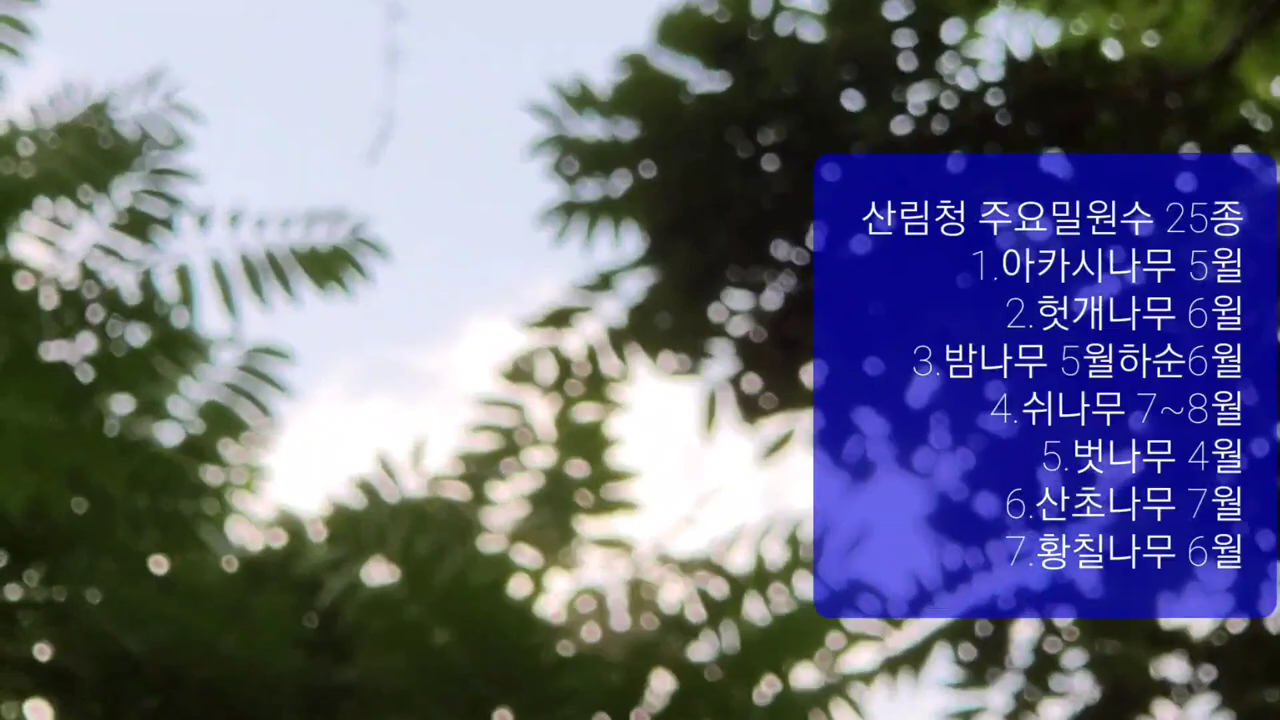 산림청 주요밀원수 25종
1.아카시나무 5월
2.헛개나무 6월
3.밤나무 5월하순6월
4.쉬나무 7~8월
5.벚나무 4월
6.산초나무 7월
7.황칠나무 6월